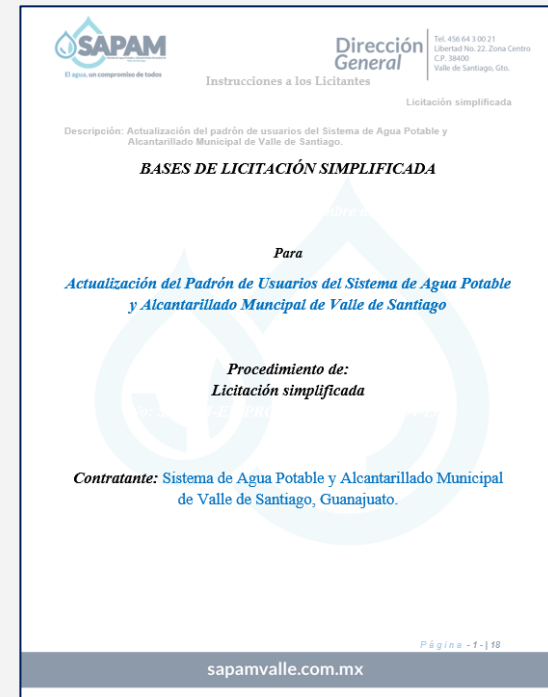 SAPAM
El agua, un compromiso de todos
Dirección
General
Tel. 456 64 3 00 21
Libertad No. 22. Zona Centro
C.P. 38400
Valle de Santiago, Gto.
Instrucciones a los Licitantes
Licitación simplificada
Descripción: Actualización del padrón de usuarios del Sistema de Agua Potable y
Alcantarillado Municipal de Valle de Santiago.
BASES DE LICITACIÓN SIMPLIFICADA
Para
Actualización del Padrón de Usuarios del Sistema de Agua Potable
y Alcantarillado Muncipal de Valle de Santiago
Procedimiento de:
Licitación simplificada
Contratante: Sistema de Agua Potable y Alcantarillado Municipal
de Valle de Santiago, Guanajuato.
Página - 1 - | 18
sapamvalle.com.mx